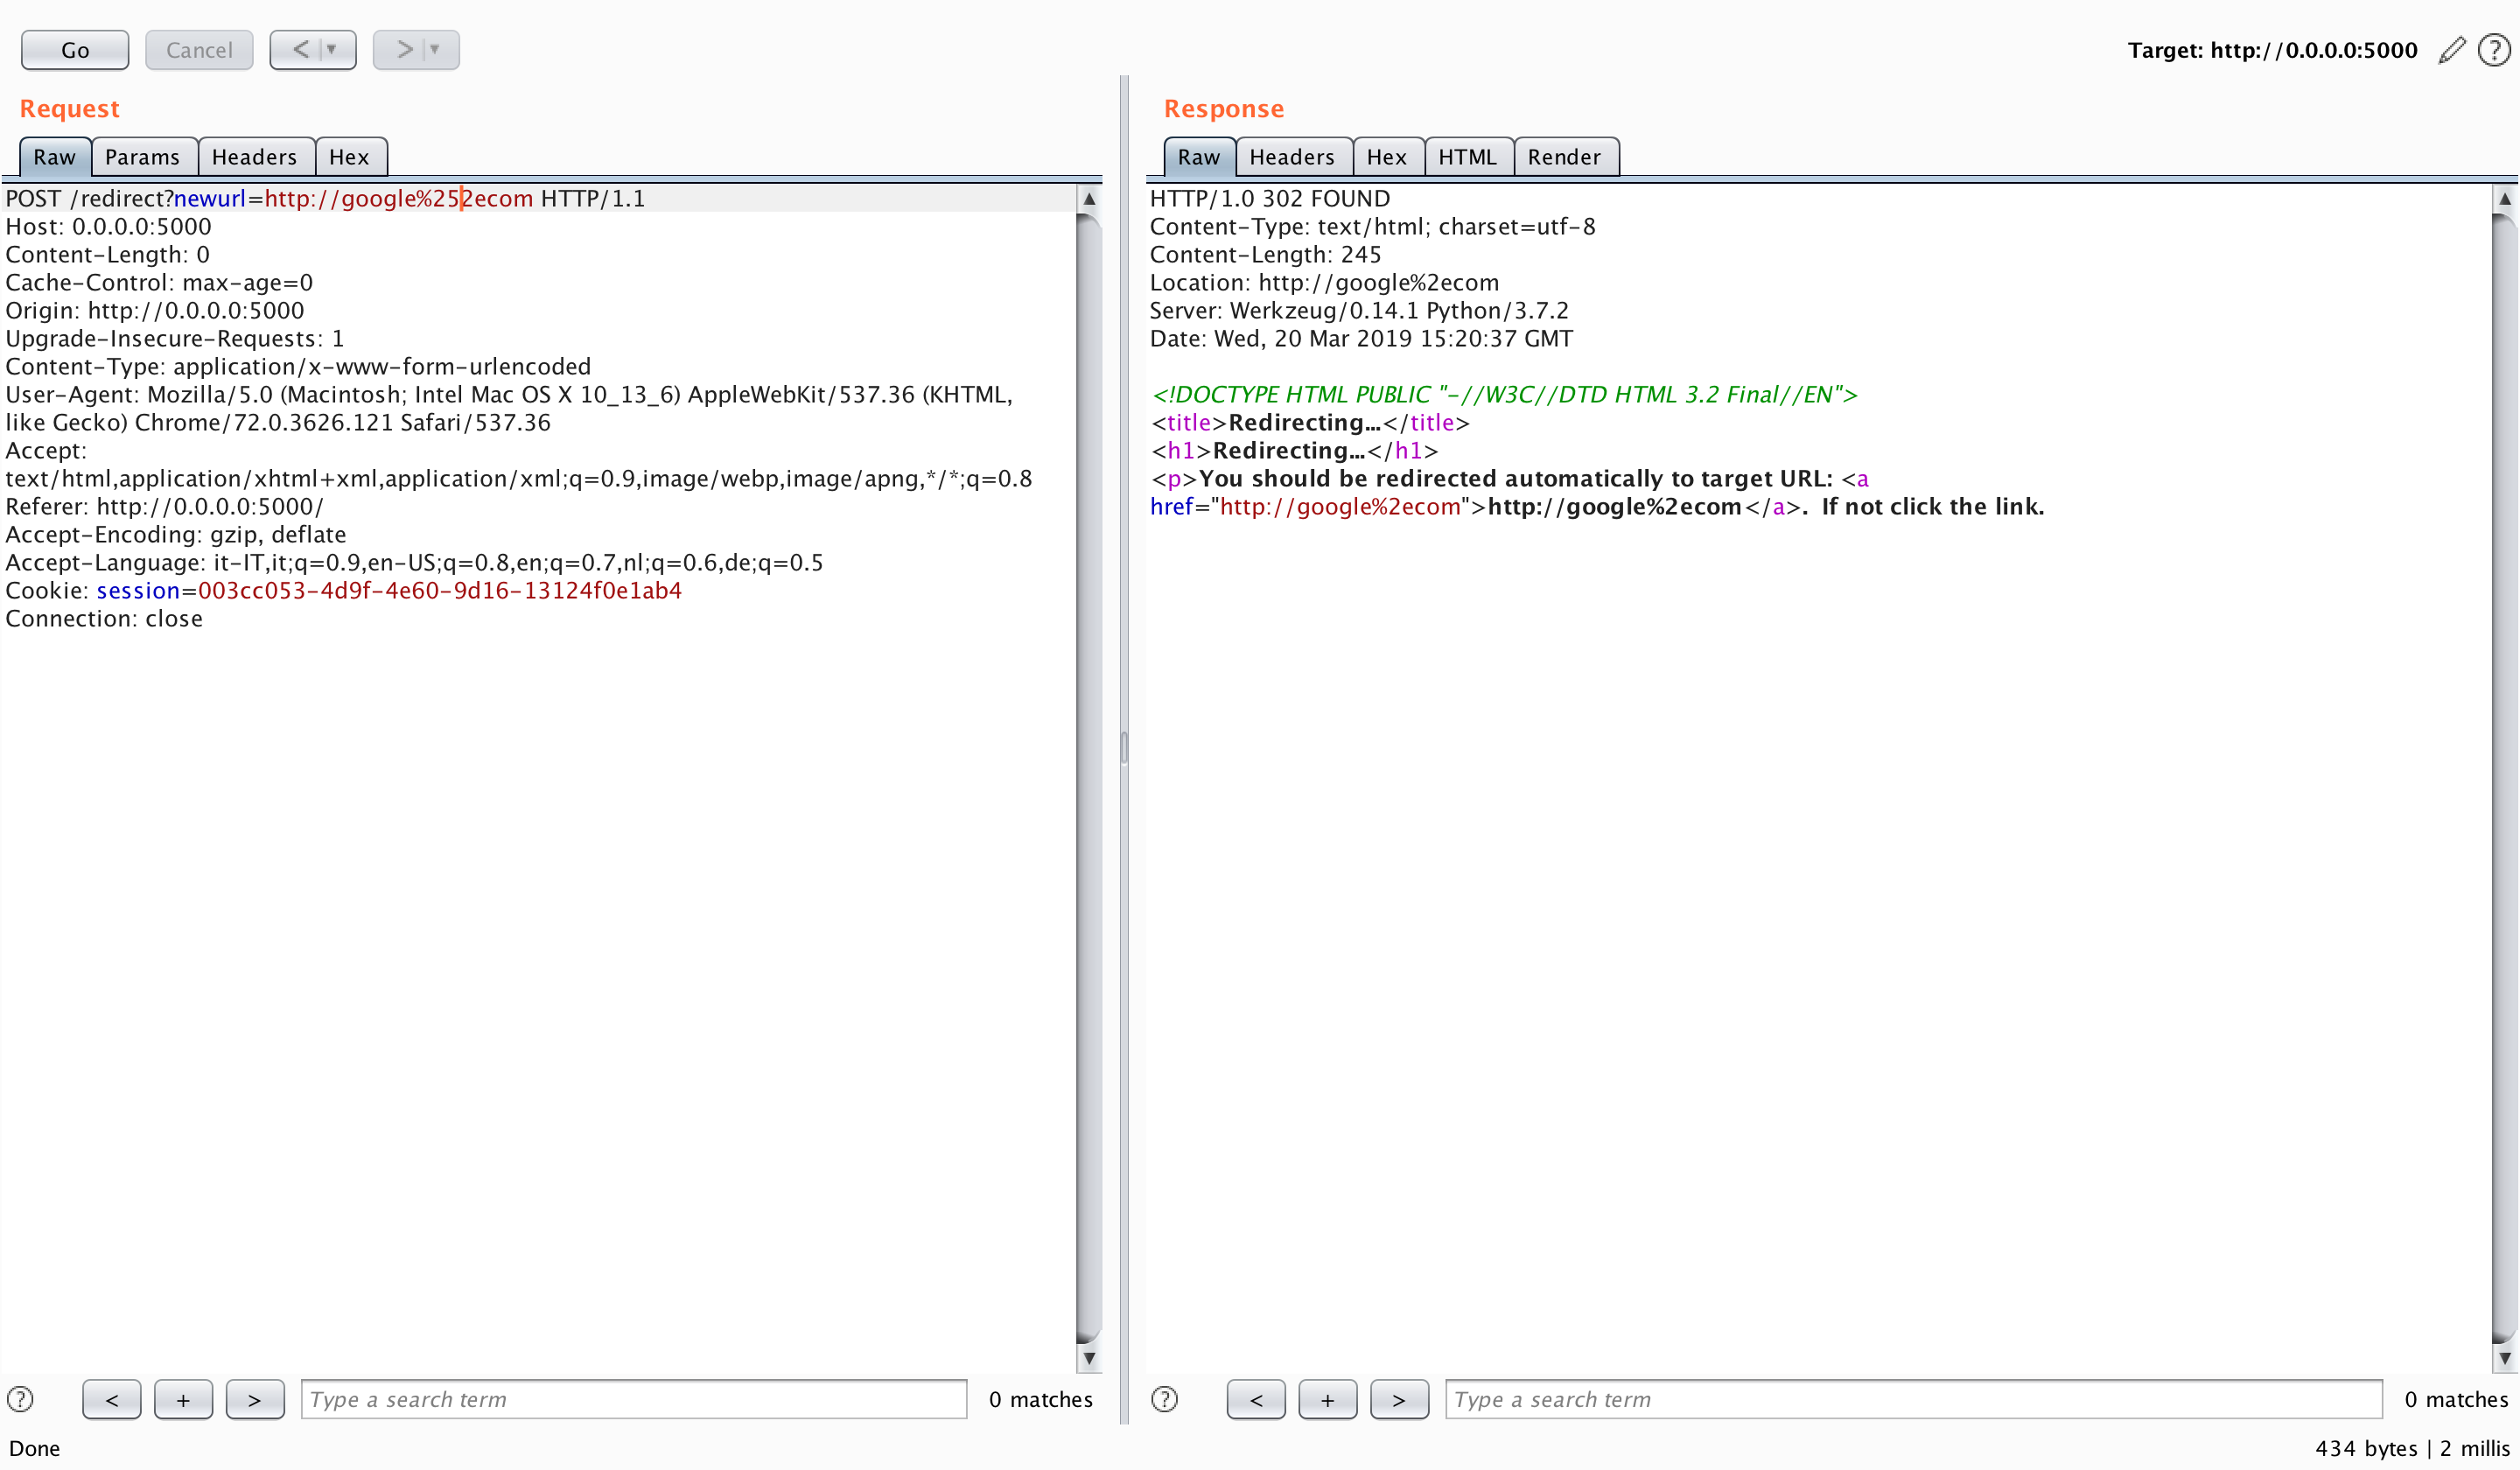 Go Cancel < >
Target: http://0.0.0.0:5000 ?
Request
Raw Params Headers Hex
POST /redirect?newurl=http://google%252ecom HTTP/1.1
Host: 0.0.0.0:5000
Content-Length: 0
Cache-Control: max-age=0
Origin: http://0.0.0.0:5000
Upgrade-Insecure-Requests: 1
Content-Type: application/x-www-form-urlencoded
User-Agent: Mozilla/5.0 (Macintosh; Intel Mac OS X 10_13_6) AppleWebKit/537.36 (KHTML,
like Gecko) Chrome/72.0.3626.121 Safari/537.36
Accept:
text/html,application/xhtml+xml,application/xml;q=0.9,image/webp,image/apng,*/*;q=0.8
Referer: http://0.0.0.0:5000/
Accept-Encoding: gzip, deflate
Accept-Language: it-IT,it;q=0.9,en-US;q=0.8,en;q=0.7,nl;q=0.6,de;q=0.5
Cookie: session=003cc053-4d9f-4e60-9d16-13124f0e1ab4
Connection: close
? < + > Type a search term 0 matches
Response
Raw Headers Hex HTML Render
HTTP/1.0 302 FOUND
Content-Type: text/html; charset=utf-8
Content-Length: 245
Location: http://google%2ecom
Server: Werkzeug/0.14.1 Python/3.7.2
Date: Wed, 20 Mar 2019 15:20:37 GMT
<!DOCTYPE HTML PUBLIC "-//W3C//DTD HTML 3.2 Final//EN">
<title>Redirecting...</title>
<h1>Redirecting...</h1>
<p>You should be redirected automatically to target URL: <a
href="http://google%2ecom">http://google%2ecom</a>.  If not click the link.
? < + > Type a search term 0 matches
Done
434 bytes | 2 millis